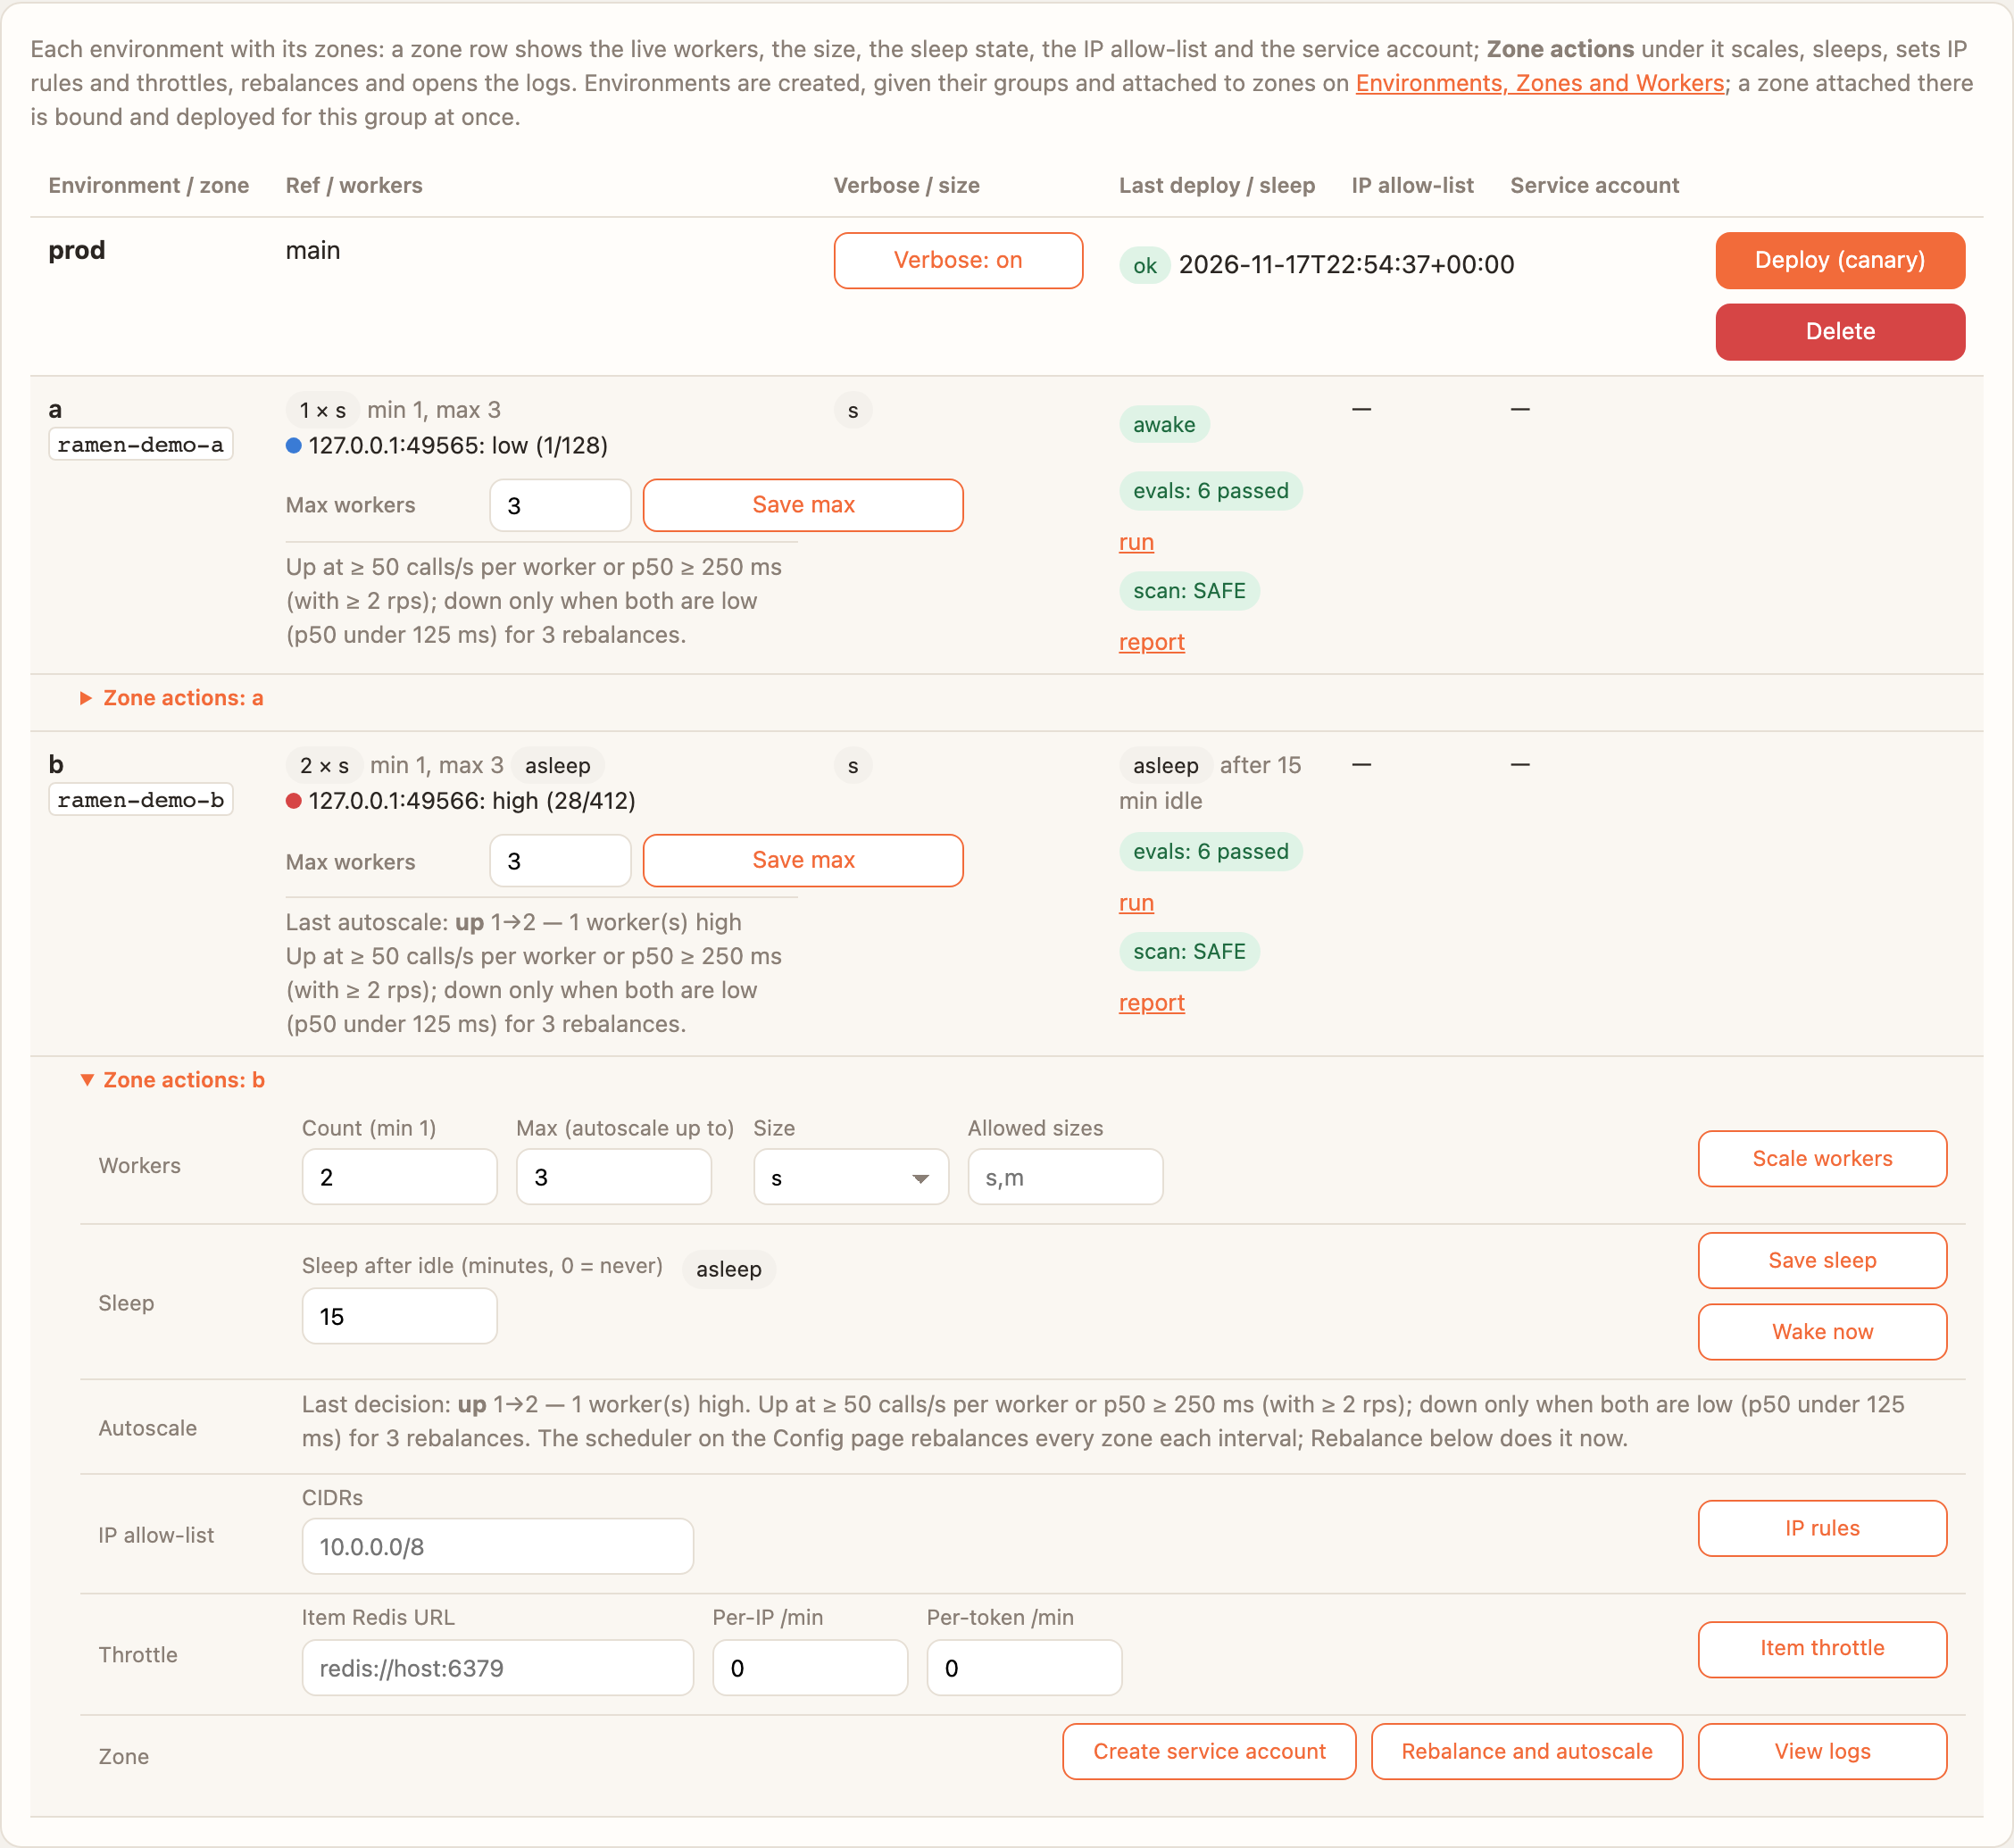 Each environment with its zones: a zone row shows the live workers, the size, the sleep state, the IP allow-list and the service account; Zone actions under it scales, sleeps, sets IP
rules and throttles, rebalances and opens the logs. Environments are created, given their groups and attached to zones on Environments, Zones and Workers; a zone attached there
is bound and deployed for this group at once.
Environment / zone Ref / workers Verbose / size Last deploy / sleep IP allow-list Service account
prod main Verbose: on ok 2026-11-17T22:54:37+00:00 Deploy (canary)
Delete
a 1 × s min 1, max 3 s awake — —
ramen-demo-a 127.0.0.1:49565: low (1/128)
evals: 6 passed
Max workers 3 Save max
run
Up at ≥ 50 calls/s per worker or p50 ≥ 250 ms
(with ≥ 2 rps); down only when both are low
scan: SAFE
(p50 under 125 ms) for 3 rebalances.
report
▶ Zone actions: a
b 2 × s min 1, max 3 asleep s asleep after 15 — —
ramen-demo-b 127.0.0.1:49566: high (28/412) min idle
Max workers 3 Save max evals: 6 passed
run
Last autoscale: up 1→2 — 1 worker(s) high
Up at ≥ 50 calls/s per worker or p50 ≥ 250 ms scan: SAFE
(with ≥ 2 rps); down only when both are low
report
(p50 under 125 ms) for 3 rebalances.
▼ Zone actions: b
Count (min 1) Max (autoscale up to) Size Allowed sizes
Workers 2 3 s s,m Scale workers
Sleep after idle (minutes, 0 = never) asleep Save sleep
Sleep 15 Wake now
Last decision: up 1→2 — 1 worker(s) high. Up at ≥ 50 calls/s per worker or p50 ≥ 250 ms (with ≥ 2 rps); down only when both are low (p50 under 125
Autoscale
ms) for 3 rebalances. The scheduler on the Config page rebalances every zone each interval; Rebalance below does it now.
CIDRs
IP allow-list 10.0.0.0/8 IP rules
Item Redis URL Per-IP /min Per-token /min
Throttle redis://host:6379 0 0 Item throttle
Zone Create service account Rebalance and autoscale View logs